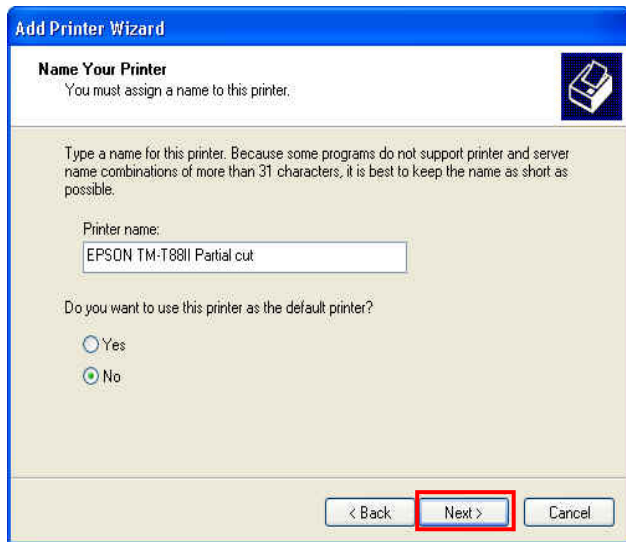 Add Printer Wizard
Name Your Printer
You must assign a name to this printer.
Type a name for this printer. Because some programs do not support printer and server
name combinations of more than 31 characters, it is best to keep the name as short as
possible.
Printer name:
EPSON TM-T88II Partial cut
Do you want to use this printer as the default printer?
Yes
No
< Back
Next >
Cancel